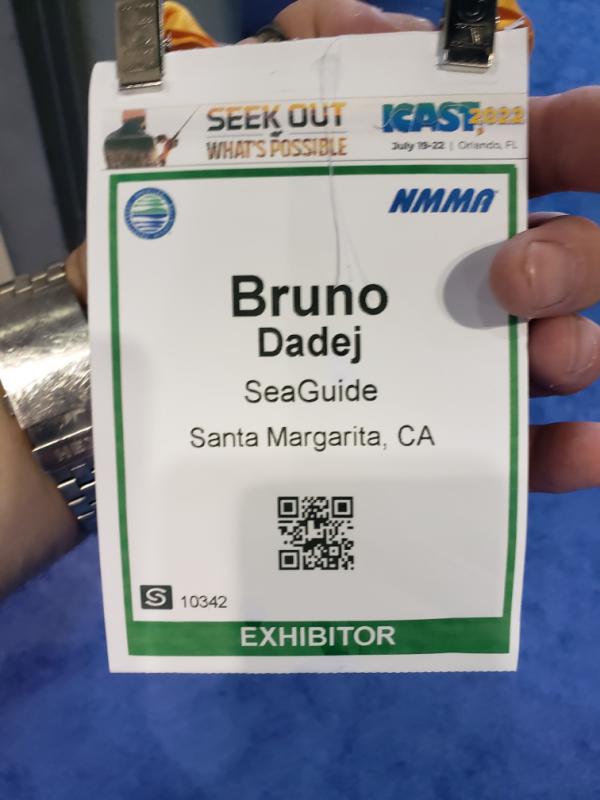 SEEK OUT
WHAT'S POSSIBLE
ICAST 2022
July 19-22 | Orlando, FL
NMMA
Bruno
Dadej
SeaGuide
Santa Margarita, CA
S 10342
EXHIBITOR